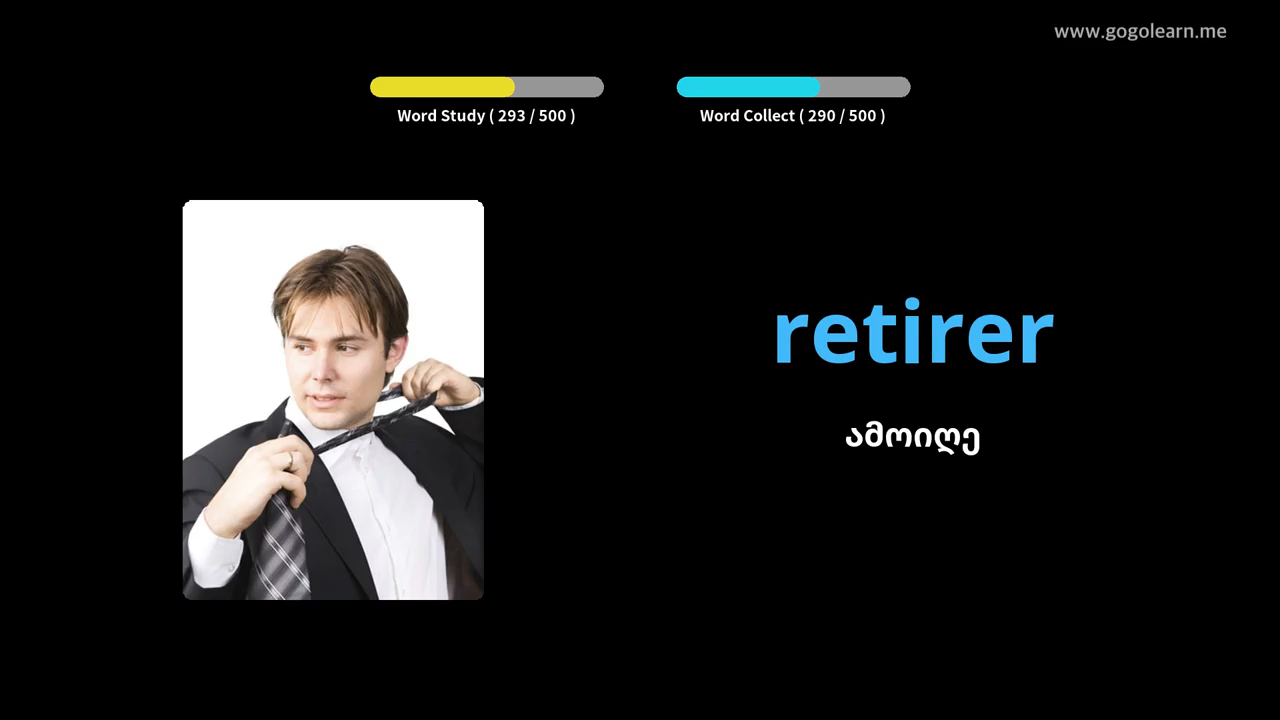 www.gogolearn.me
Word Study ( 293 / 500 )
Word Collect ( 290 / 500 )
retirer
ამოიღე